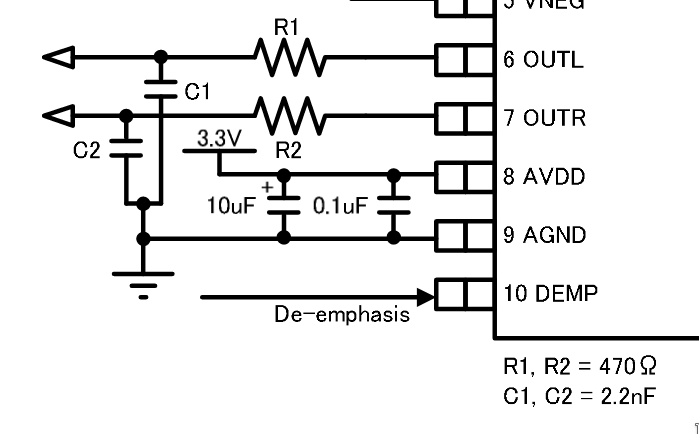 5 VNEG
R1
6 OUTL
C1
7 OUTR
C2
3.3V
R2
8 AVDD
+
10uF
0.1uF
9 AGND
10 DEMP
De-emphasis
R1, R2 = 470Ω
C1, C2 = 2.2nF